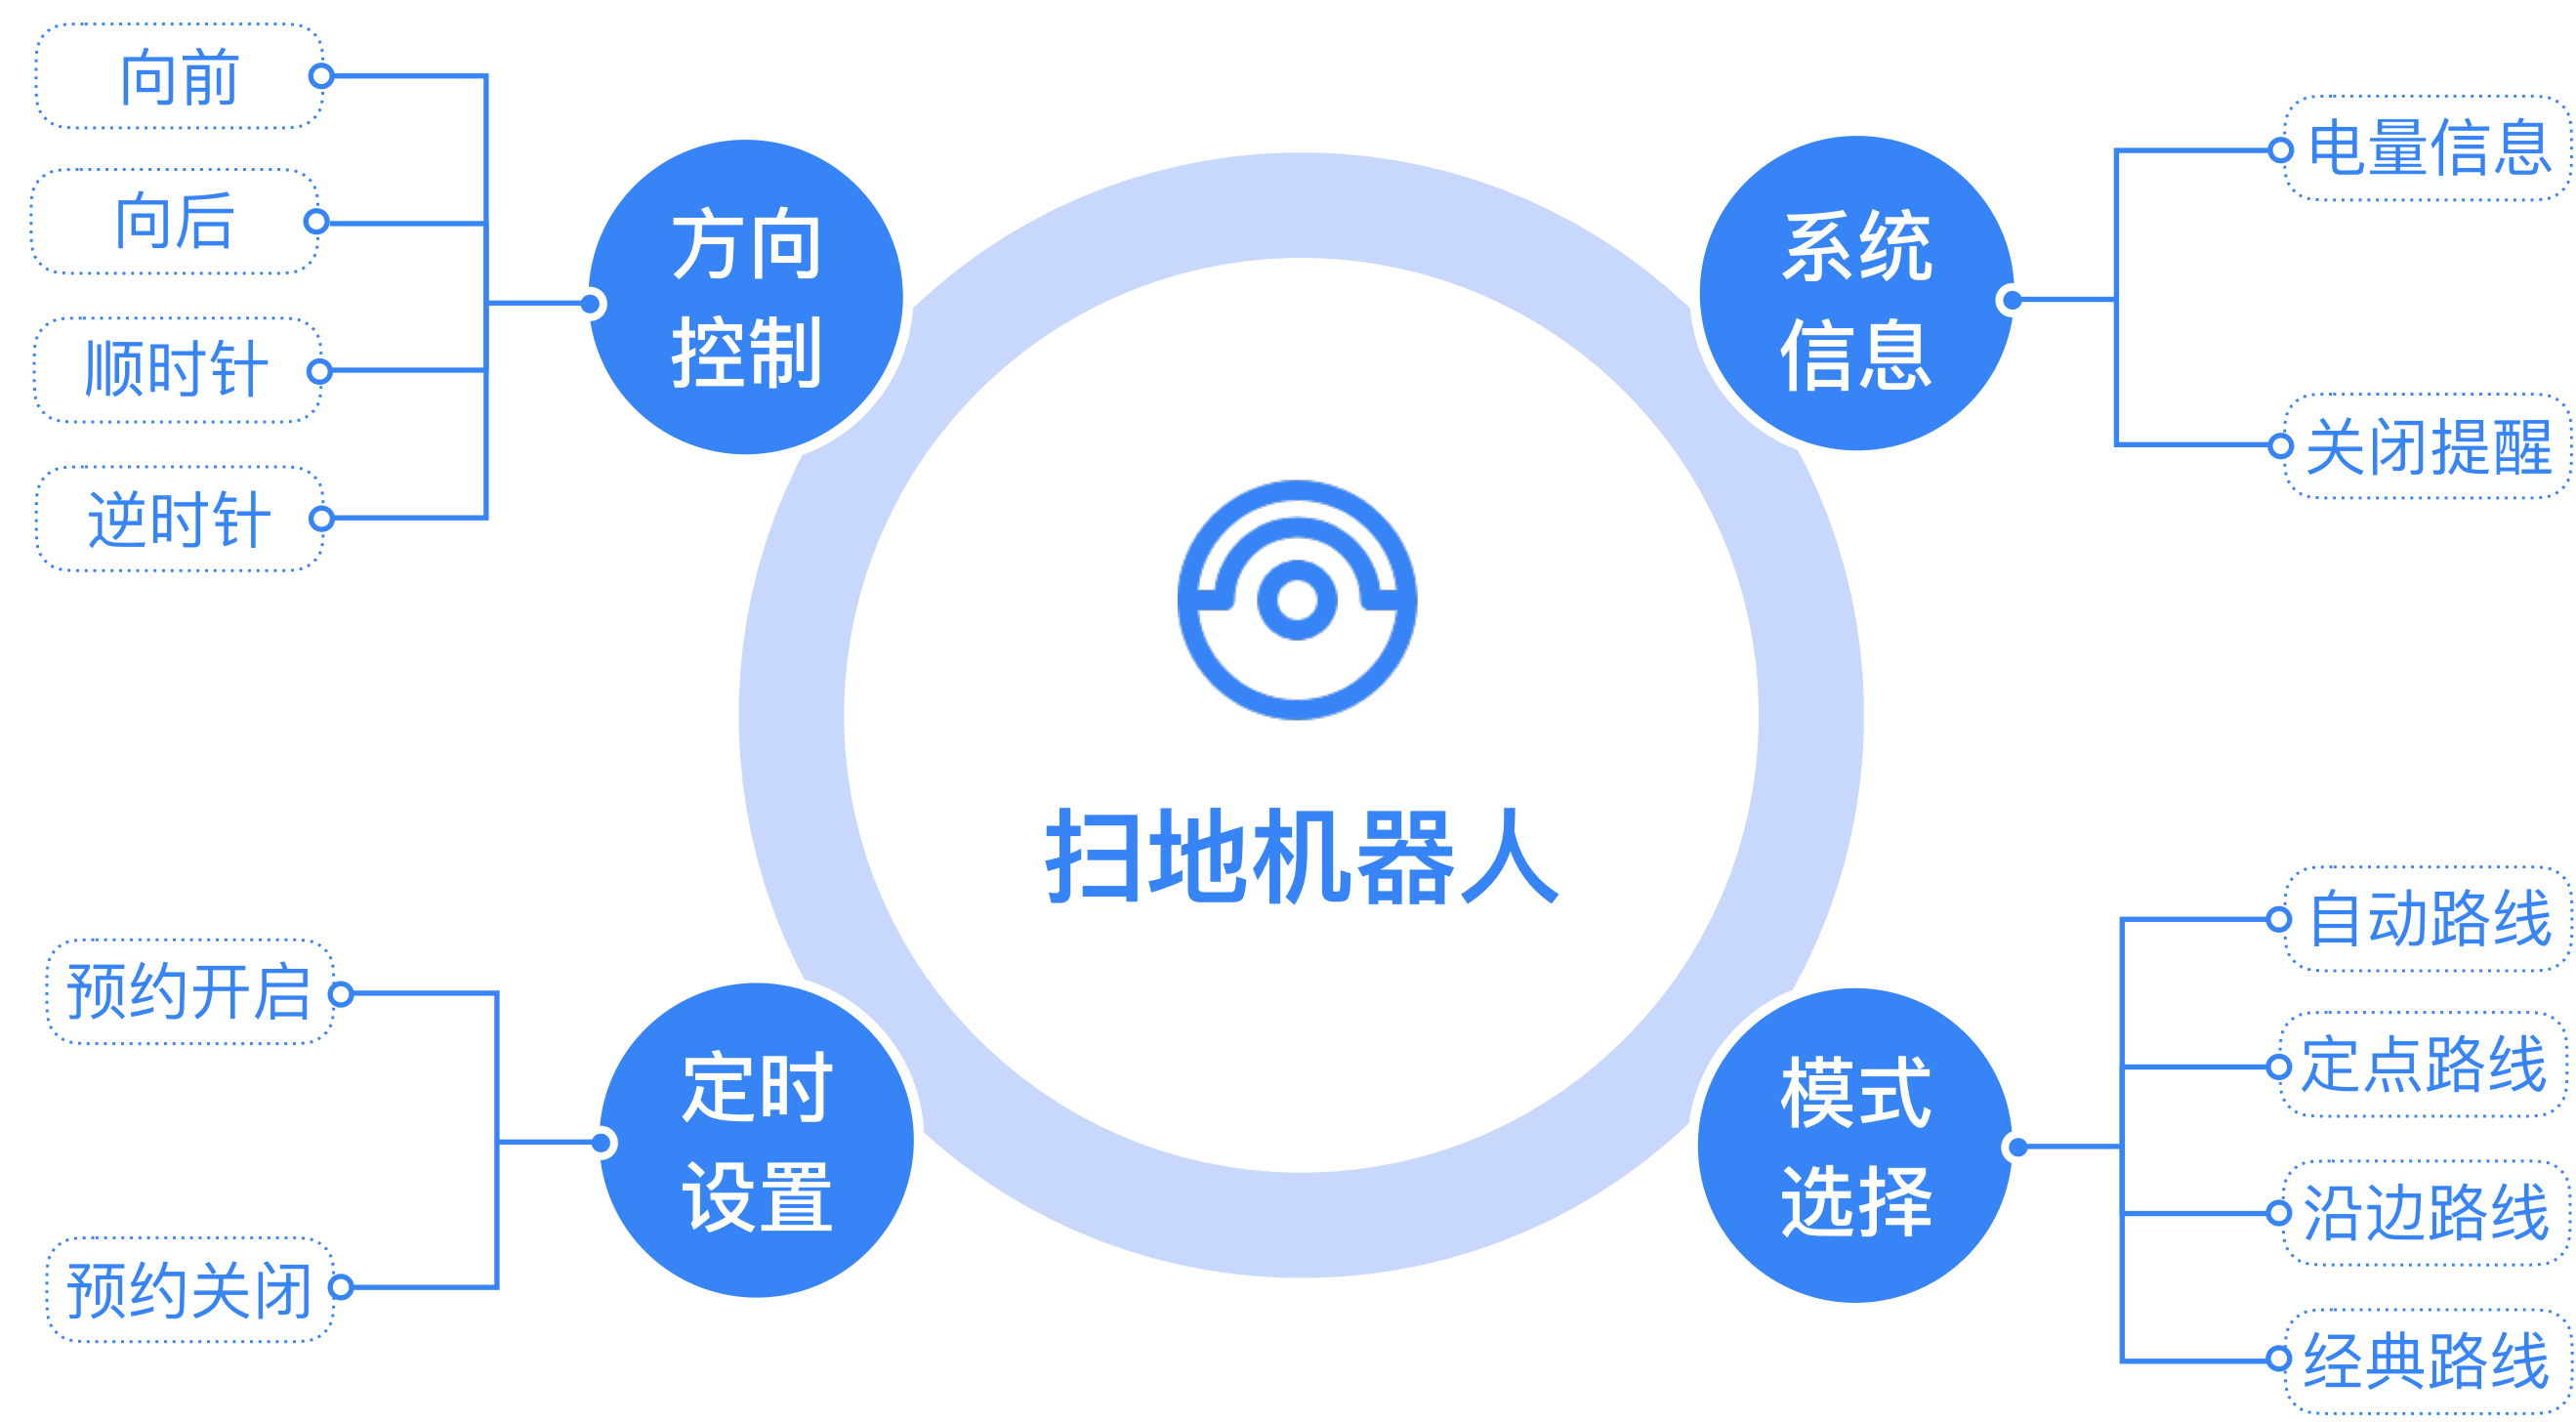 向前
向后
顺时针
逆时针
方向
控制
系统
信息
电量信息
关闭提醒
扫地机器人
预约开启
预约关闭
定时
设置
模式
选择
自动路线
定点路线
沿边路线
经典路线